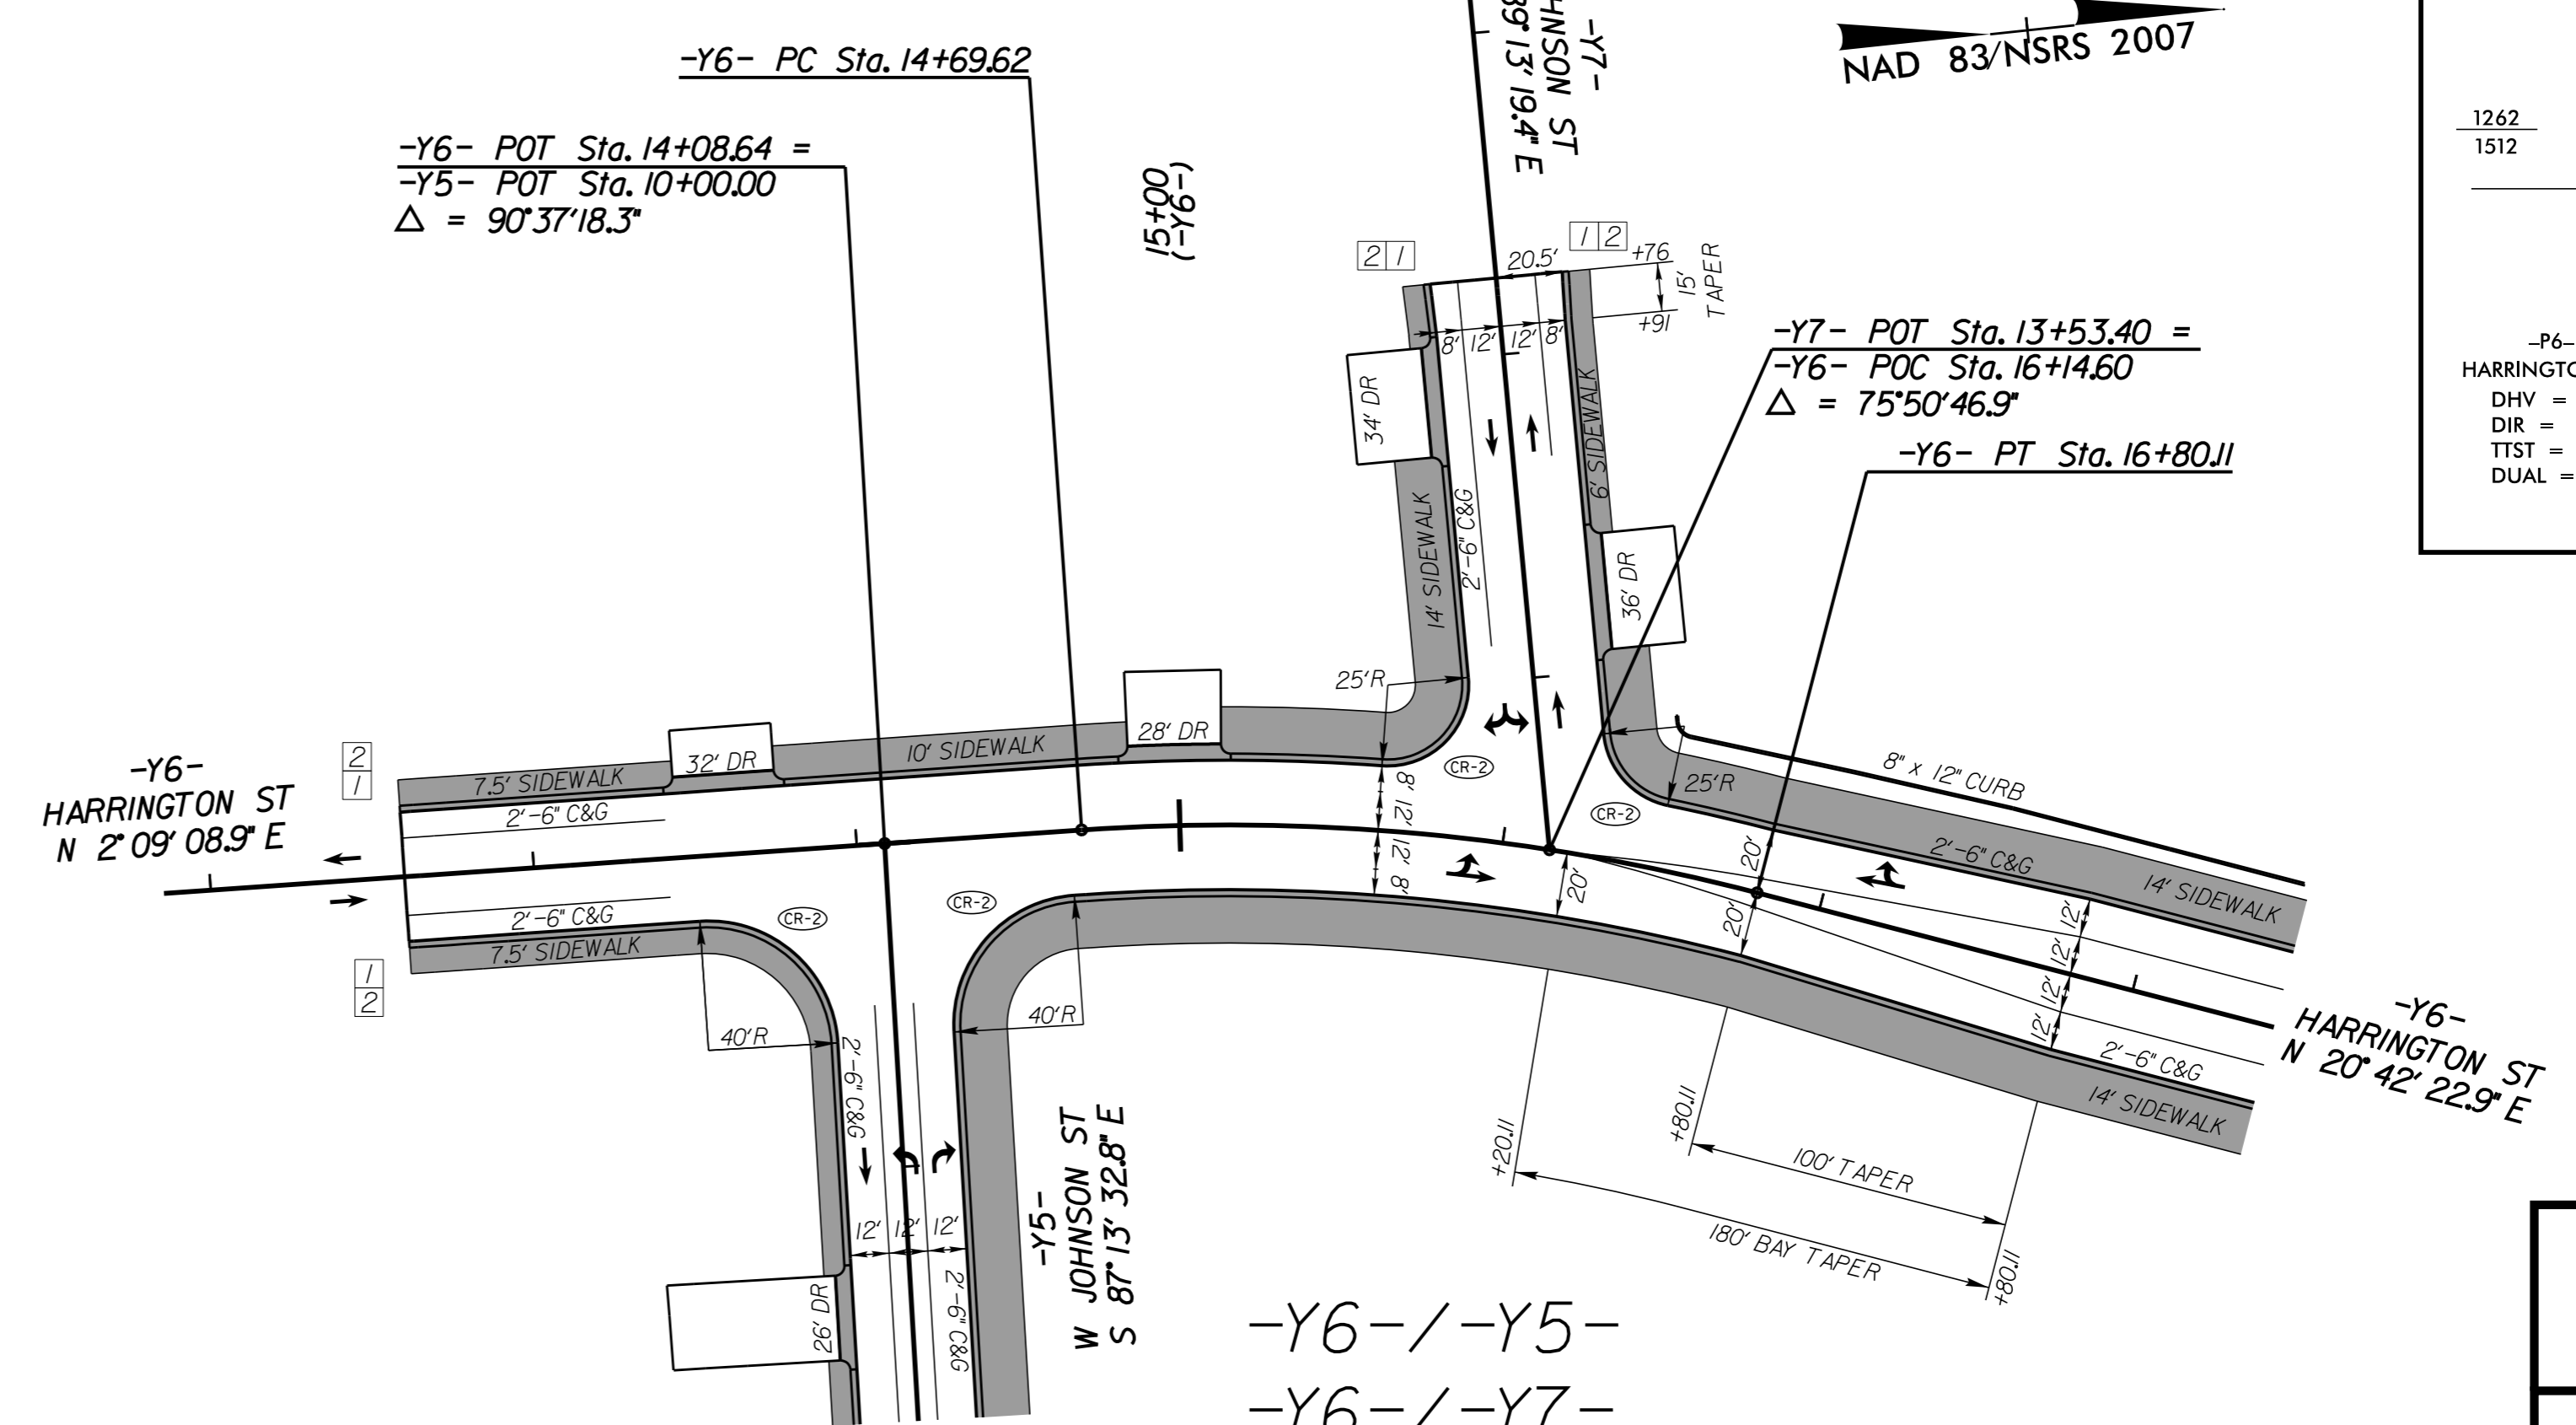 -Y6- PC Sta. 14+69.62
-Y6- POT Sta. 14+08.64 =
-Y5- POT Sta. 10+00.00
△ = 90°37'18.3"
15+00
(-Y6-)
-Y7-
HNSON ST
89°13'19.4" E
NAD 83/NSRS 2007
1262
1512
-P6-
DHV =
DIR =
TTST =
DUAL =
2 1
1 2
20.5'
+76
15'
TAPER
+91
8' 12' 12' 8'
-Y7- POT Sta. 13+53.40 =
-Y6- POC Sta. 16+14.60
△ = 75°50'46.9"
-Y6- PT Sta. 16+80.11
34' DR
14' SIDEWALK
2'-6" C&G
6' SIDEWALK
36' DR
25'R
25'R
8" x 12" CURB
CR-2
CR-2
-Y6-
HARRINGTON ST
N 2°09'08.9" E
2
1
7.5' SIDEWALK
32' DR
10' SIDEWALK
28' DR
2'-6" C&G
8' 12' 12' 8'
20'
20'
20'
2'-6" C&G
14' SIDEWALK
12'
12'
12'
12'
2'-6" C&G
14' SIDEWALK
-Y6-
HARRINGTON ST
N 20°42'22.9" E
2'-6" C&G
7.5' SIDEWALK
1
2
CR-2
CR-2
40'R
40'R
2'-6" C&G
12' 12' 12'
2'-6" C&G
26' DR
-Y5-
W JOHNSON ST
S 87°13'32.8" E
+20.11
+80.11
100' TAPER
180' BAY TAPER
+80.11
-Y6-/-Y5-
-Y6-/-Y7-